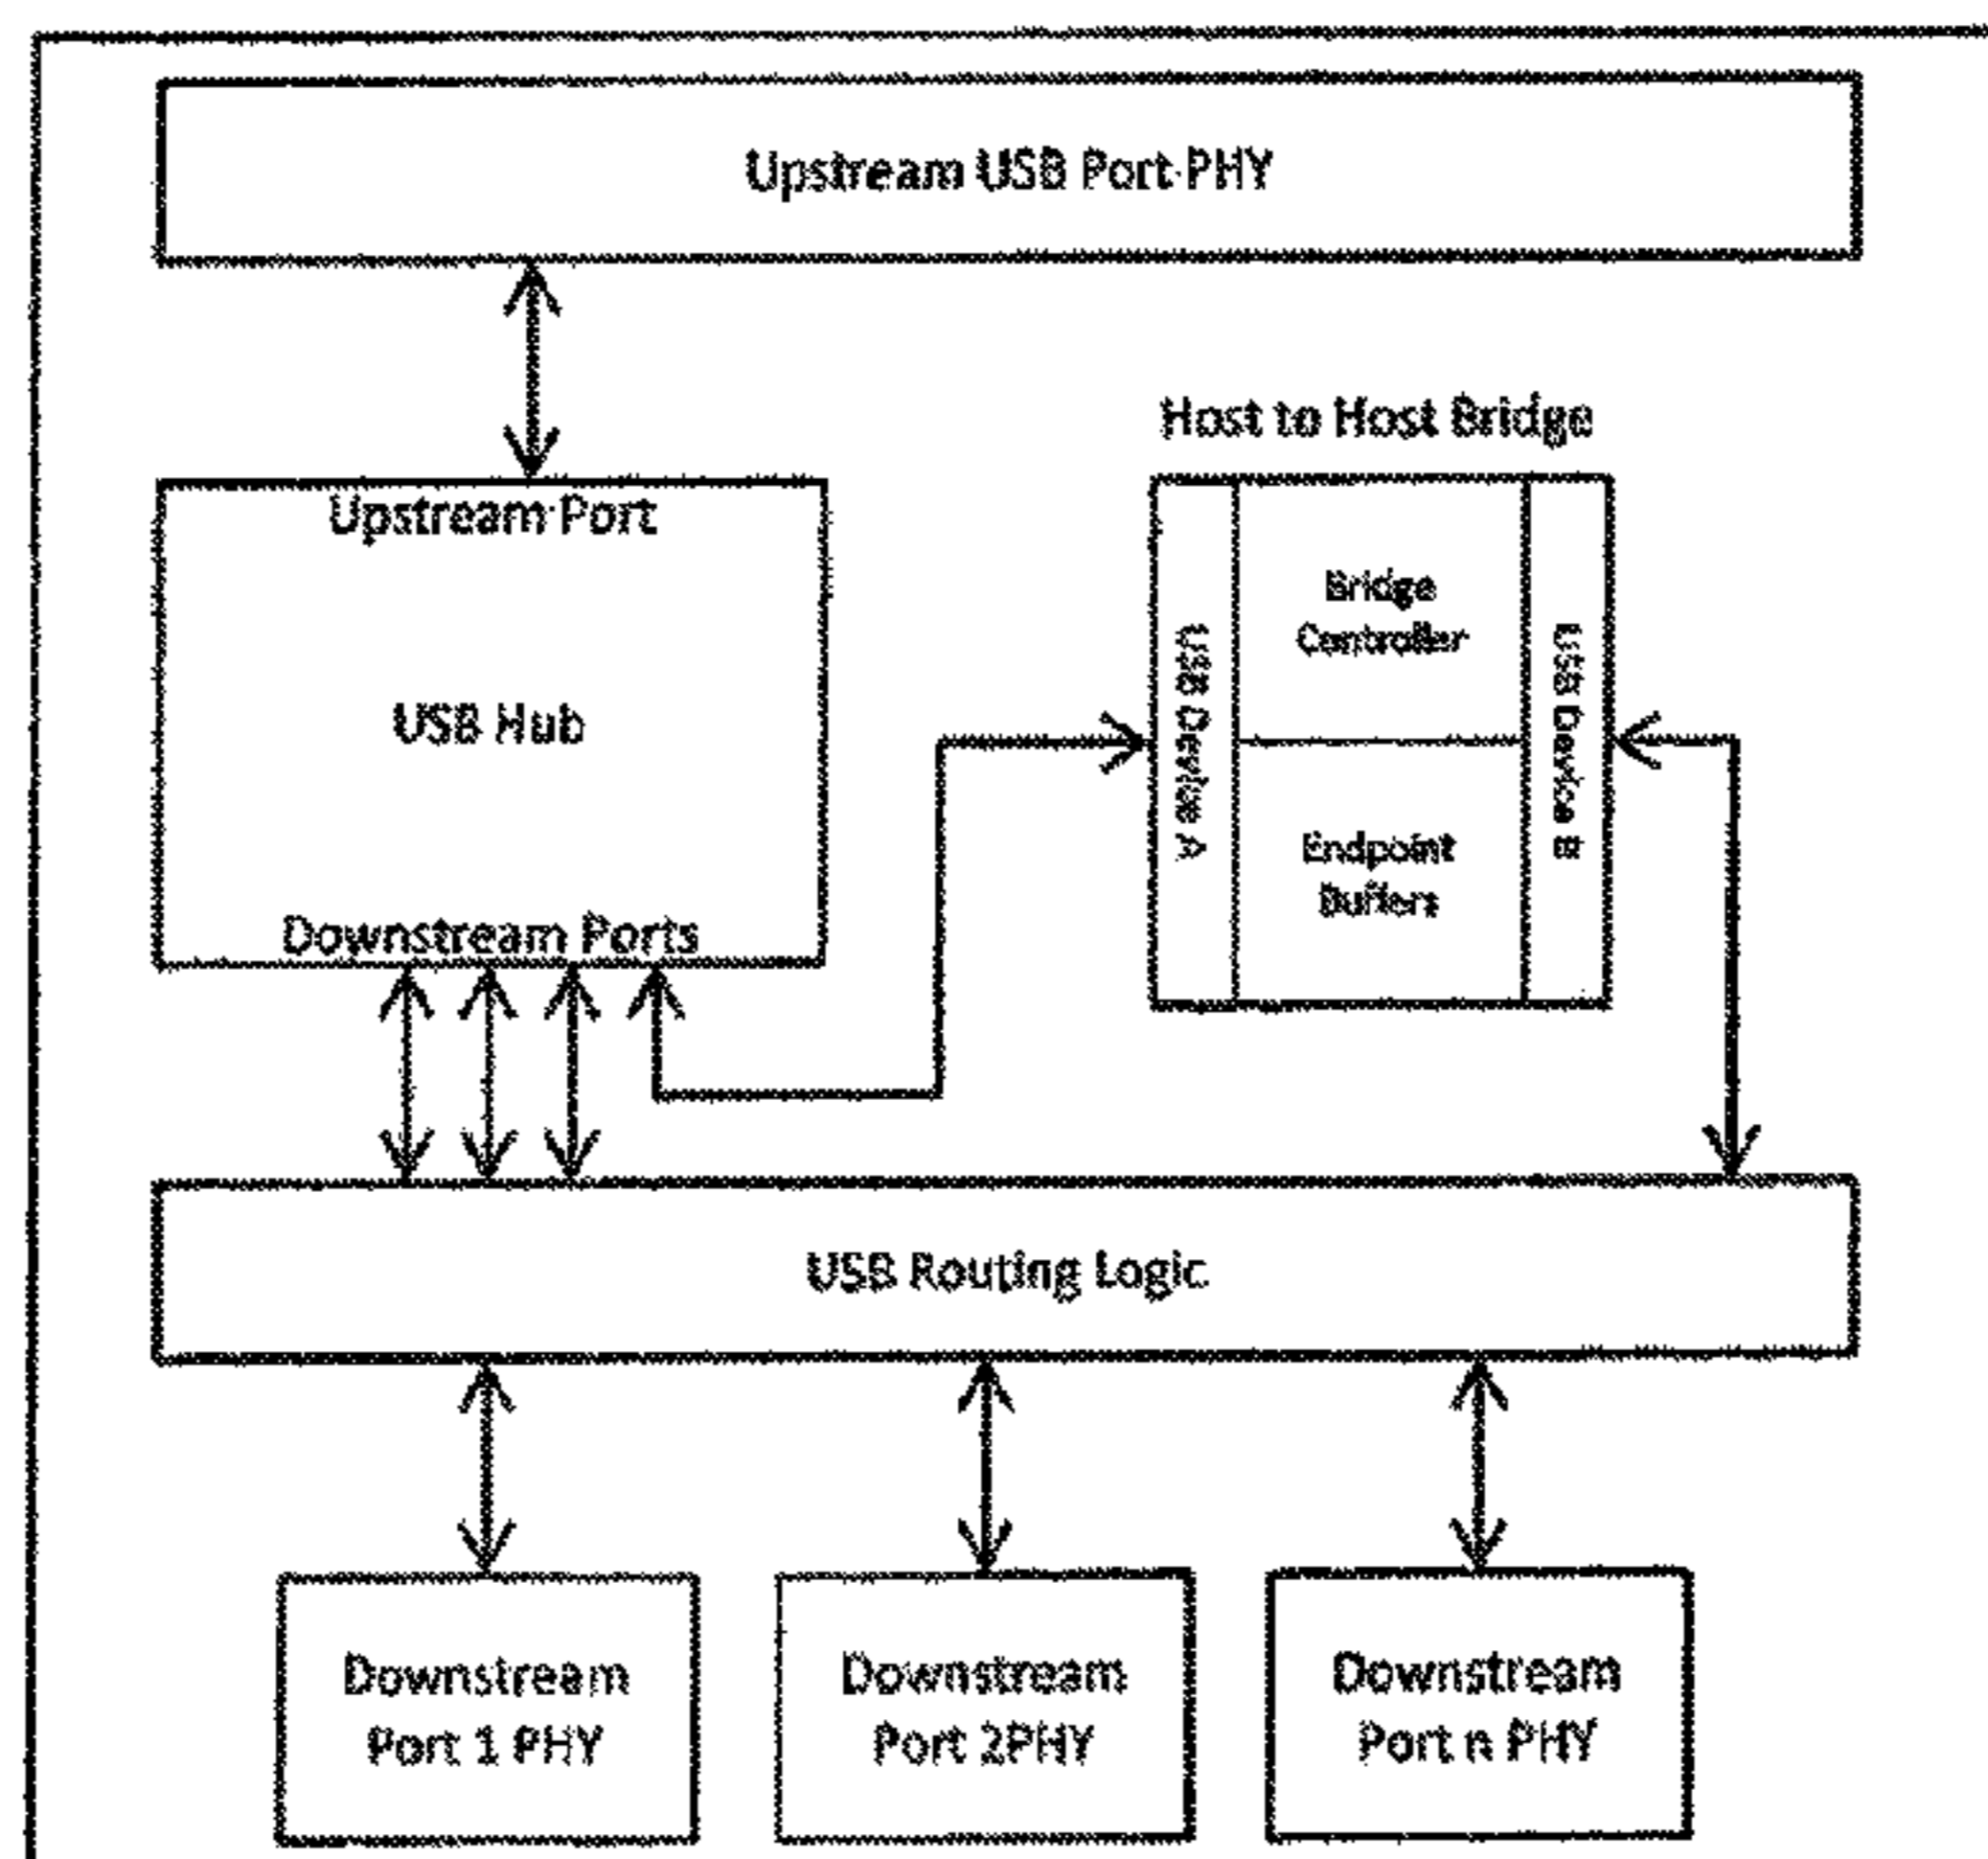 Upstream USB Port PHY
Host to Host Bridge
Upstream Port
USB Hub
Downstream Ports
USB Device A
Bridge
Controller
Endpoint
Buffers
USB Device B
USB Routing Logic
Downstream
Port 1 PHY
Downstream
Port 2PHY
Downstream
Port n PHY